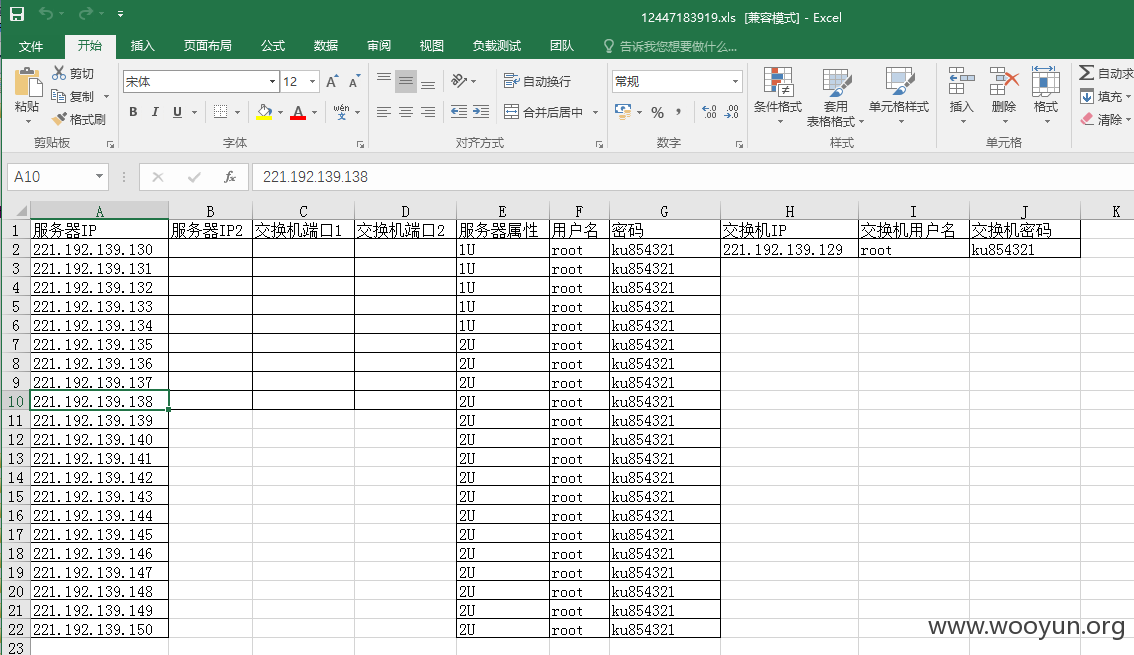 12447183919.xls [兼容模式] - Excel
文件 开始 插入 页面布局 公式 数据 审阅 视图 负载测试 团队 告诉我您想要做什么...
粘贴 剪切 复制 格式刷 剪贴板
宋体 12 A A B I U wén 文 A 字体
自动换行 合并后居中 对齐方式
常规 % , .0 .00 .00 .0 数字
条件格式 套用表格格式 单元格样式 样式
插入 删除 格式 单元格
自动求 填充 清除
A10 fx 221.192.139.138
A B C D E F G H I J K
1 服务器IP 服务器IP2 交换机端口1 交换机端口2 服务器属性 用户名 密码 交换机IP 交换机用户名 交换机密码
2 221.192.139.130 1U root ku854321 221.192.139.129 root ku854321
3 221.192.139.131 1U root ku854321
4 221.192.139.132 1U root ku854321
5 221.192.139.133 1U root ku854321
6 221.192.139.134 1U root ku854321
7 221.192.139.135 2U root ku854321
8 221.192.139.136 2U root ku854321
9 221.192.139.137 2U root ku854321
10 221.192.139.138 2U root ku854321
11 221.192.139.139 2U root ku854321
12 221.192.139.140 2U root ku854321
13 221.192.139.141 2U root ku854321
14 221.192.139.142 2U root ku854321
15 221.192.139.143 2U root ku854321
16 221.192.139.144 2U root ku854321
17 221.192.139.145 2U root ku854321
18 221.192.139.146 2U root ku854321
19 221.192.139.147 2U root ku854321
20 221.192.139.148 2U root ku854321
21 221.192.139.149 2U root ku854321
22 221.192.139.150 2U root ku854321
23
www.wooyun.org